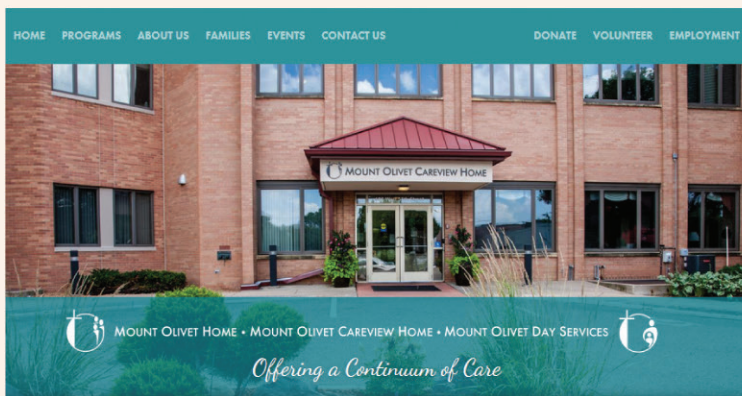 HOME PROGRAMS ABOUT US FAMILIES EVENTS CONTACT US DONATE VOLUNTEER EMPLOYMENT
MOUNT OLIVET CAREVIEW HOME
MOUNT OLIVET HOME • MOUNT OLIVET CAREVIEW HOME • MOUNT OLIVET DAY SERVICES
Offering a Continuum of Care